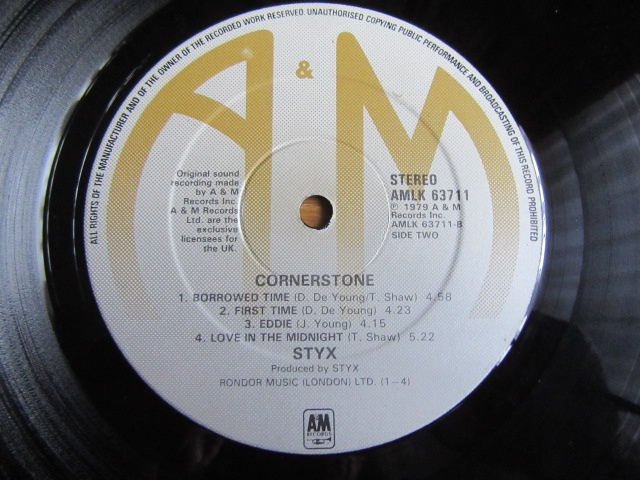 ALL RIGHTS OF THE MANUFACTURER AND OF THE OWNER OF THE RECORDED WORK RESERVED. UNAUTHORISED COPYING PUBLIC PERFORMANCE AND BROADCASTING OF THIS RECORD PROHIBITED
A & M
Original sound
recording made
by A & M
Records Inc.
A & M Records
Ltd. are the
exclusive
licensees for
the UK.
STEREO
AMLK 63711
℗ 1979 A & M
Records Inc.
AMLK 63711-B
SIDE TWO
CORNERSTONE
1. BORROWED TIME (D. De Young/T. Shaw) 4.58
2. FIRST TIME (D. De Young) 4.23
3. EDDIE (J. Young) 4.15
4. LOVE IN THE MIDNIGHT (T. Shaw) 5.22
STYX
Produced by STYX
RONDOR MUSIC (LONDON) LTD. (1–4)
A&M
RECORDS